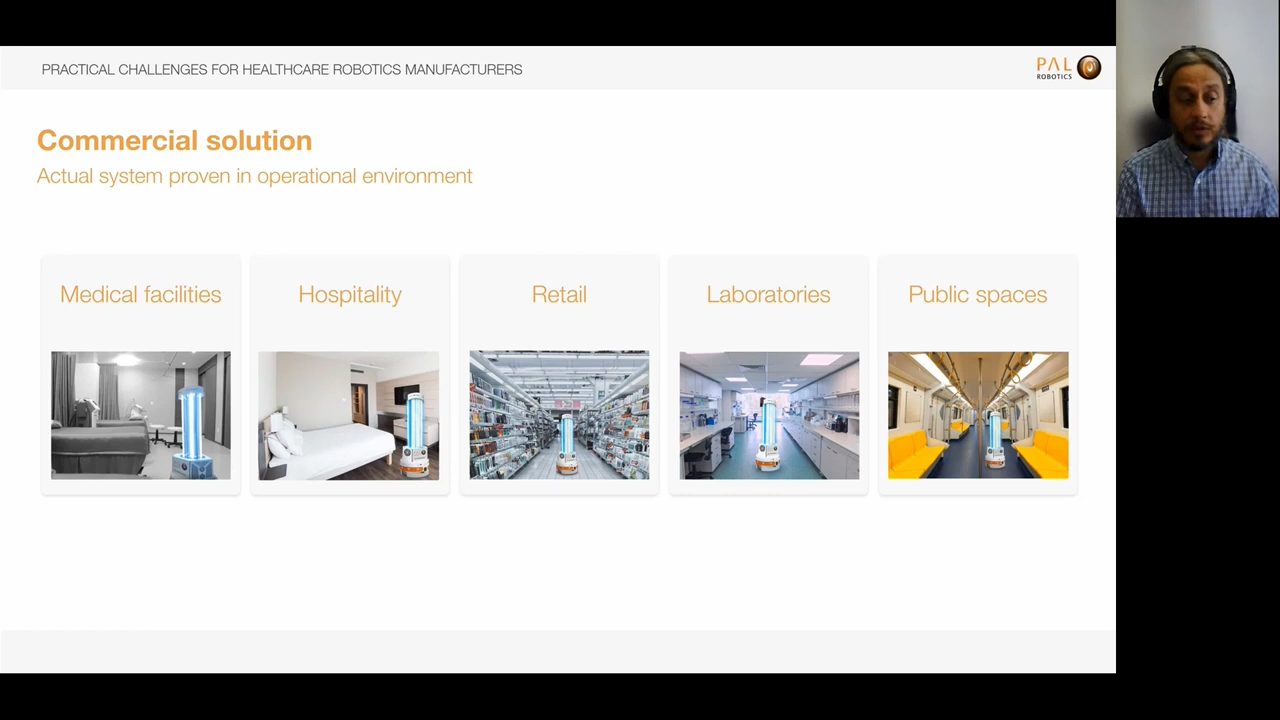 PRACTICAL CHALLENGES FOR HEALTHCARE ROBOTICS MANUFACTURERS
PAL
ROBOTICS
Commercial solution
Actual system proven in operational environment
Medical facilities
Hospitality
Retail
Laboratories
Public spaces